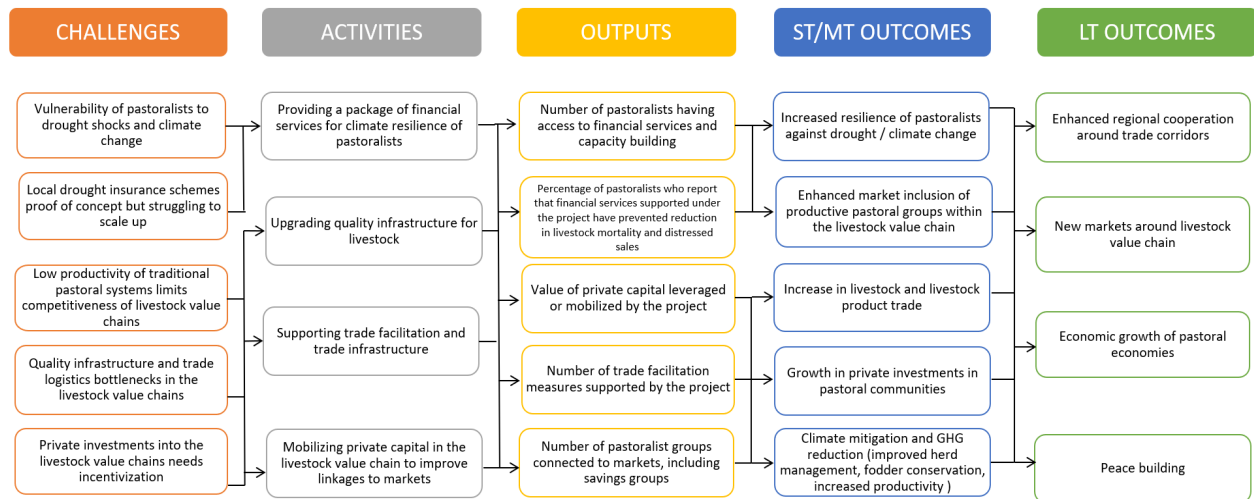 CHALLENGES
ACTIVITIES
OUTPUTS
ST/MT OUTCOMES
LT OUTCOMES
Vulnerability of pastoralists to
drought shocks and climate
change
Local drought insurance schemes
proof of concept but struggling to
scale up
Low productivity of traditional
pastoral systems limits
competitiveness of livestock value
chains
Quality infrastructure and trade
logistics bottlenecks in the
livestock value chains
Private investments into the
livestock value chains needs
incentivization
Providing a package of financial
services for climate resilience of
pastoralists
Upgrading quality infrastructure for
livestock
Supporting trade facilitation and
trade infrastructure
Mobilizing private capital in the
livestock value chain to improve
linkages to markets
Number of pastoralists having
access to financial services and
capacity building
Percentage of pastoralists who report
that financial services supported under
the project have prevented reduction
in livestock mortality and distressed
sales
Value of private capital leveraged
or mobilized by the project
Number of trade facilitation
measures supported by the project
Number of pastoralist groups
connected to markets, including
savings groups
Increased resilience of pastoralists
against drought / climate change
Enhanced market inclusion of
productive pastoral groups within
the livestock value chain
Increase in livestock and livestock
product trade
Growth in private investments in
pastoral communities
Climate mitigation and GHG
reduction (improved herd
management, fodder conservation,
increased productivity )
Enhanced regional cooperation
around trade corridors
New markets around livestock
value chain
Economic growth of pastoral
economies
Peace building